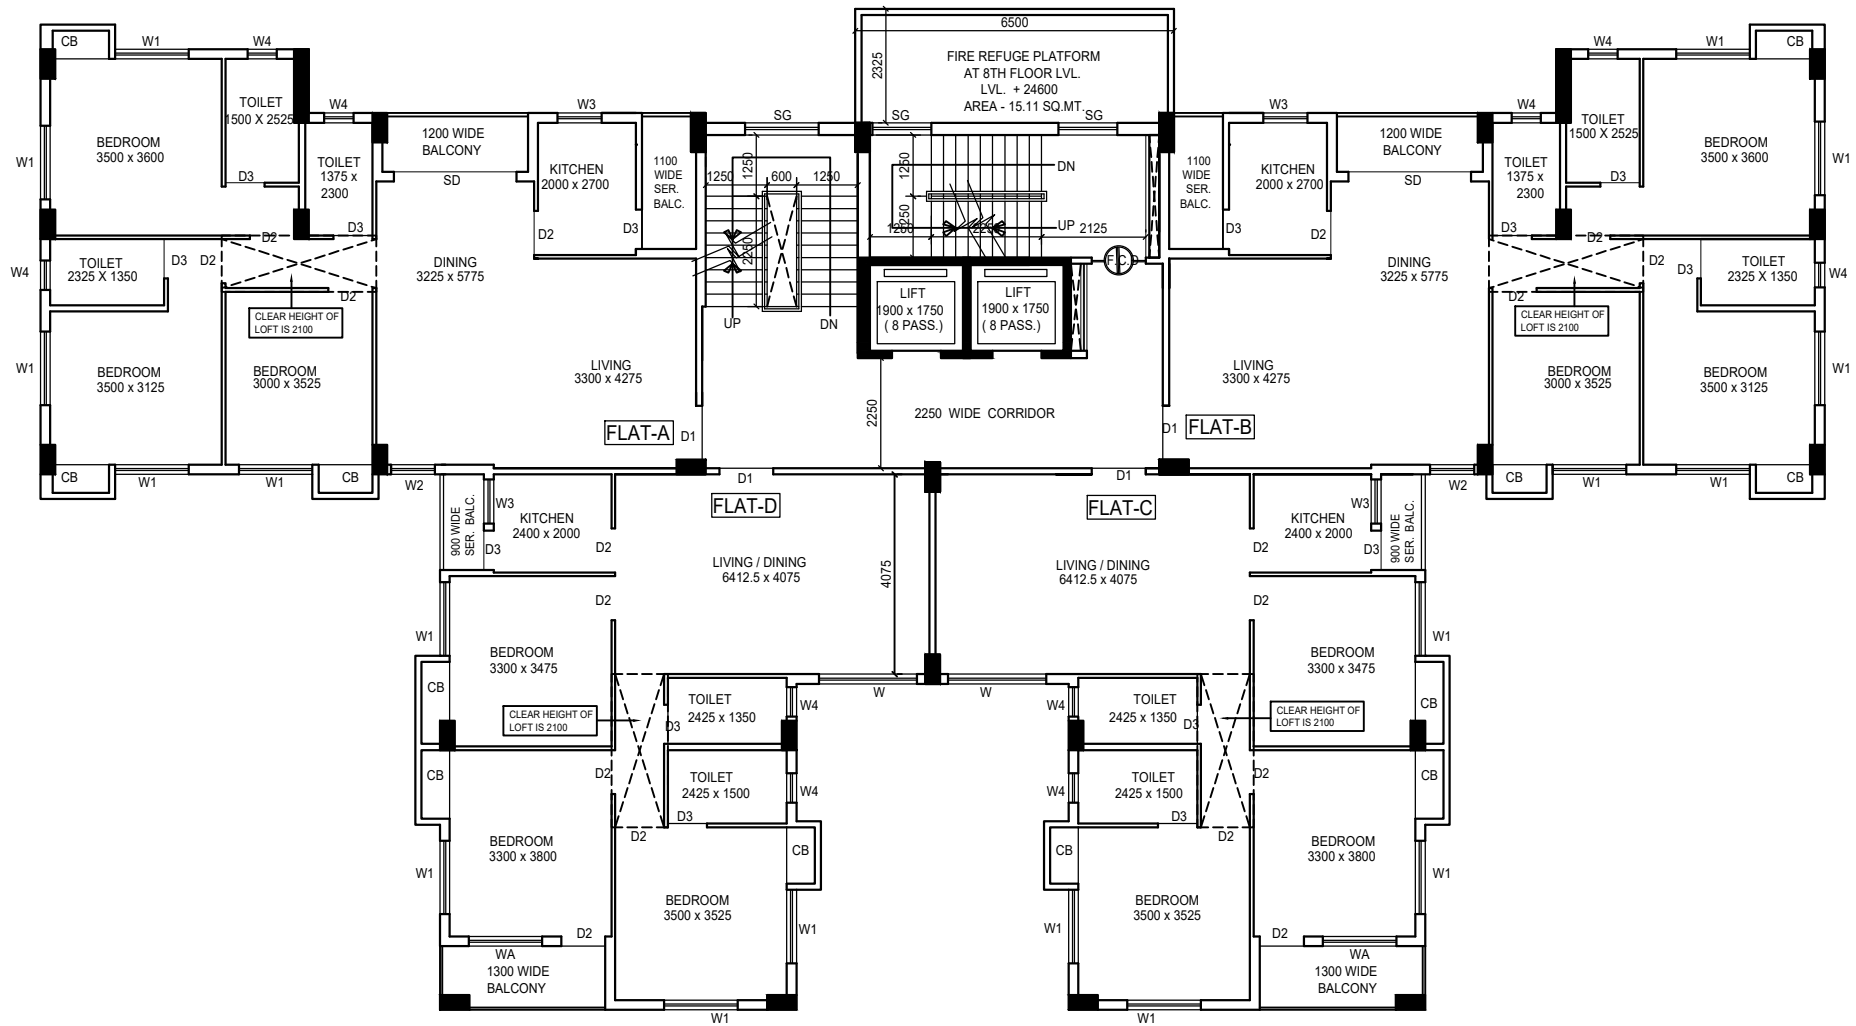 6500
2325
FIRE REFUGE PLATFORM
AT 8TH FLOOR LVL.
LVL. + 24600
AREA - 15.11 SQ.MT.
SG
SG
SG
CB
W1
W4
W4
W1
CB
TOILET
1500 X 2525
W4
W3
W3
W4
TOILET
1500 X 2525
BEDROOM
3500 x 3600
W1
D3
TOILET
1375 x
2300
D3
1200 WIDE
BALCONY
SD
KITCHEN
2000 x 2700
D2
D3
1100
WIDE
SER.
BALC.
1250
600
1250
1250
2250
UP
DN
1250
1250
1200
2250
2125
DN
UP
F.C.D
1100
WIDE
SER.
BALC.
KITCHEN
2000 x 2700
D3
D2
1200 WIDE
BALCONY
SD
TOILET
1375 x
2300
D3
D3
BEDROOM
3500 x 3600
W1
D2
D2
D2
D3
TOILET
2325 X 1350
W4
CLEAR HEIGHT OF
LOFT IS 2100
DINING
3225 x 5775
LIFT
1900 x 1750
( 8 PASS.)
LIFT
1900 x 1750
( 8 PASS.)
DINING
3225 x 5775
D2
D2
D2
D3
TOILET
2325 X 1350
W4
CLEAR HEIGHT OF
LOFT IS 2100
W1
BEDROOM
3500 x 3125
BEDROOM
3000 x 3525
LIVING
3300 x 4275
LIVING
3300 x 4275
BEDROOM
3000 x 3525
BEDROOM
3500 x 3125
W1
2250
2250 WIDE CORRIDOR
FLAT-A
D1
D1
FLAT-B
CB
W1
W1
CB
W2
D1
D1
W2
CB
W1
W1
CB
900 WIDE
SER. BALC.
W3
D3
KITCHEN
2400 x 2000
D2
FLAT-D
LIVING / DINING
6412.5 x 4075
4075
FLAT-C
LIVING / DINING
6412.5 x 4075
D2
KITCHEN
2400 x 2000
W3
D3
900 WIDE
SER. BALC.
W1
D2
BEDROOM
3300 x 3475
D2
BEDROOM
3300 x 3475
W1
CB
CLEAR HEIGHT OF
LOFT IS 2100
D3
TOILET
2425 x 1350
W4
W
W
W4
TOILET
2425 x 1350
D3
CLEAR HEIGHT OF
LOFT IS 2100
CB
CB
D2
TOILET
2425 x 1500
W4
W4
TOILET
2425 x 1500
D2
CB
D2
D3
D3
D2
W1
BEDROOM
3300 x 3800
CB
CB
BEDROOM
3300 x 3800
W1
BEDROOM
3500 x 3525
W1
W1
BEDROOM
3500 x 3525
D2
WA
1300 WIDE
BALCONY
W1
W1
D2
WA
1300 WIDE
BALCONY